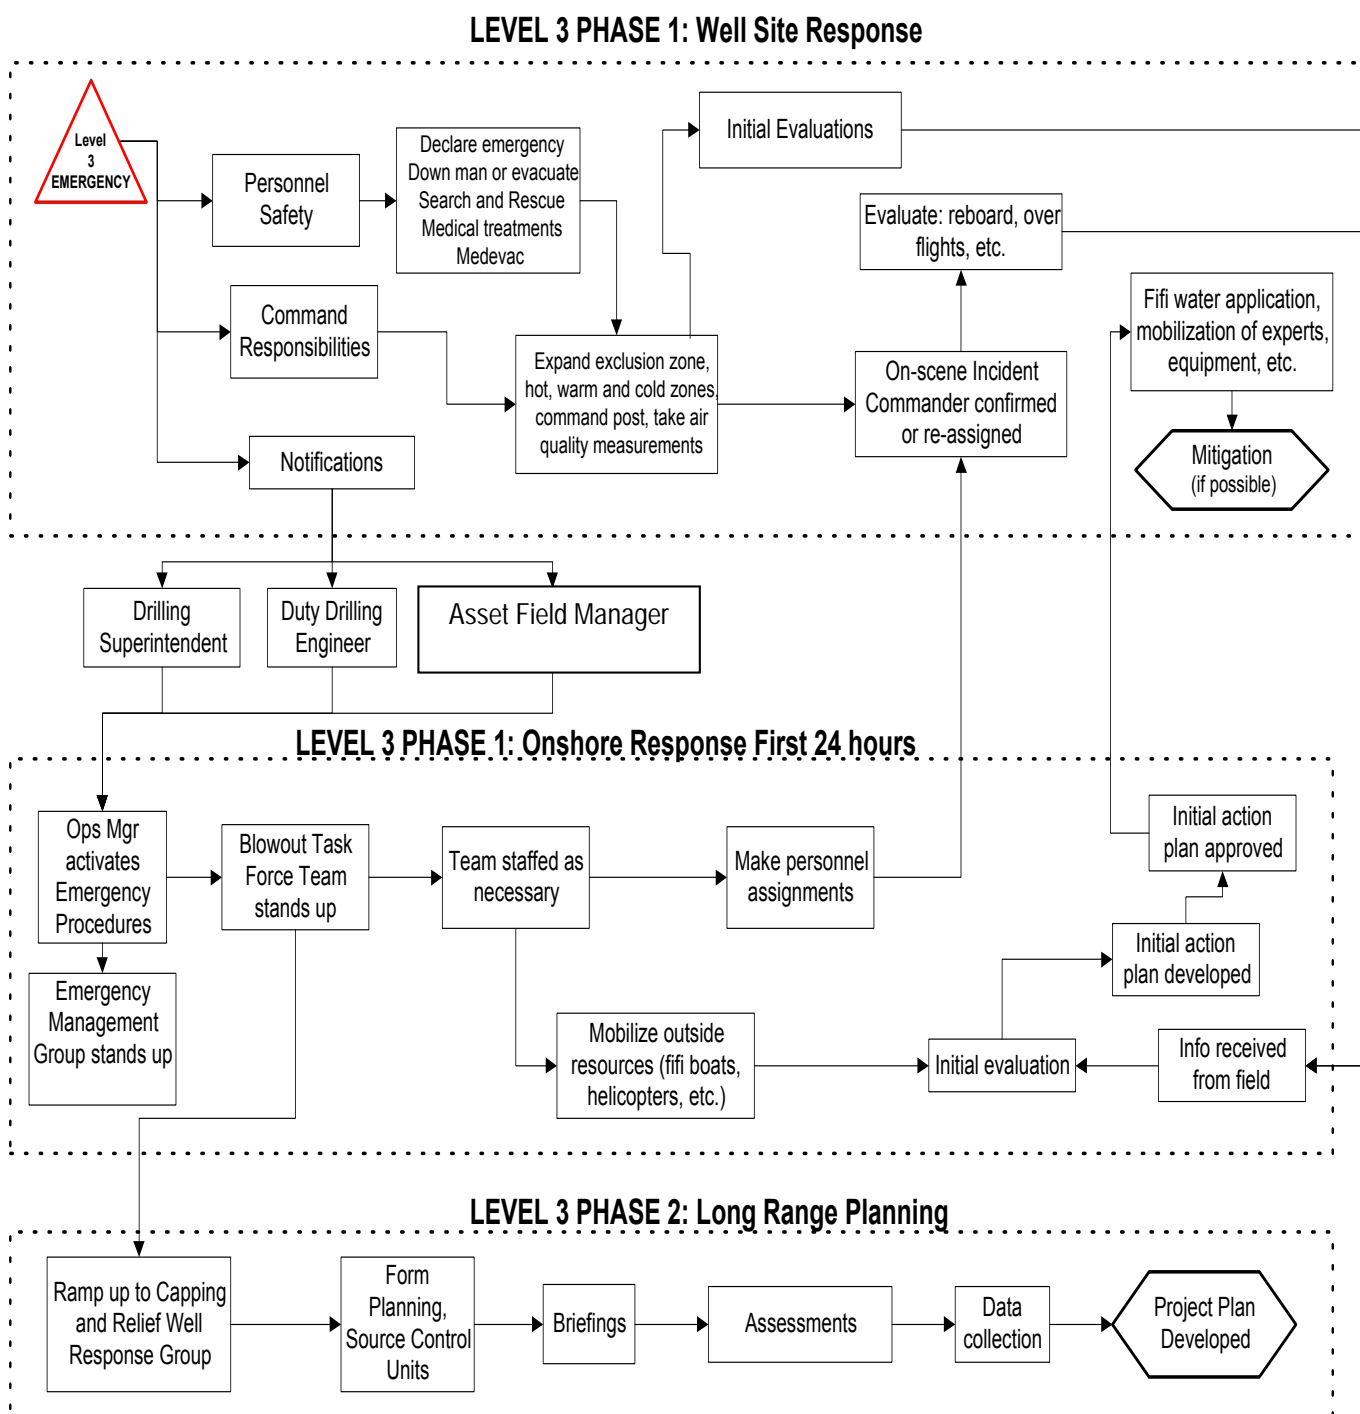 LEVEL 3 PHASE 1: Well Site Response
Level
3
EMERGENCY
Personnel
Safety
Declare emergency
Down man or evacuate
Search and Rescue
Medical treatments
Medevac
Initial Evaluations
Evaluate: reboard, over
flights, etc.
Command
Responsibilities
Expand exclusion zone,
hot, warm and cold zones,
command post, take air
quality measurements
On-scene Incident
Commander confirmed
or re-assigned
Fifi water application,
mobilization of experts,
equipment, etc.
Mitigation
(if possible)
Notifications
Drilling
Superintendent
Duty Drilling
Engineer
Asset Field Manager
LEVEL 3 PHASE 1: Onshore Response First 24 hours
Ops Mgr
activates
Emergency
Procedures
Blowout Task
Force Team
stands up
Team staffed as
necessary
Make personnel
assignments
Initial action
plan approved
Initial action
plan developed
Emergency
Management
Group stands up
Mobilize outside
resources (fifi boats,
helicopters, etc.)
Initial evaluation
Info received
from field
LEVEL 3 PHASE 2: Long Range Planning
Ramp up to Capping
and Relief Well
Response Group
Form
Planning,
Source Control
Units
Briefings
Assessments
Data
collection
Project Plan
Developed